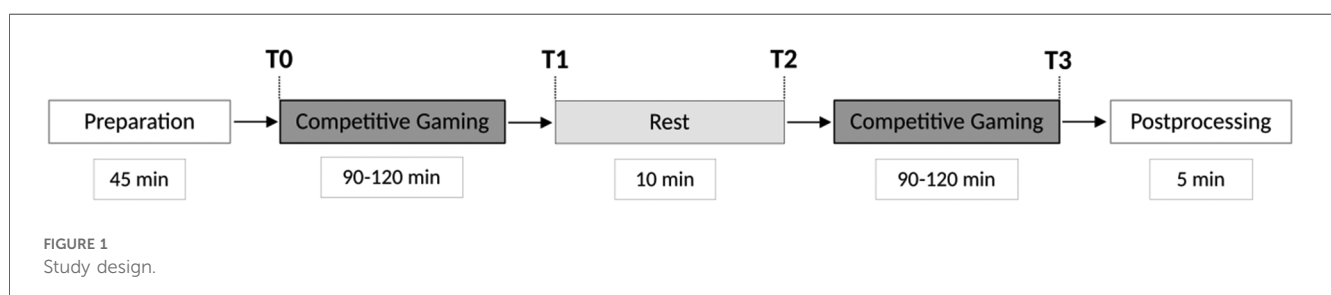 T0 T1 T2 T3
Preparation Competitive Gaming Rest Competitive Gaming Postprocessing
45 min 90-120 min 10 min 90-120 min 5 min
FIGURE 1
Study design.